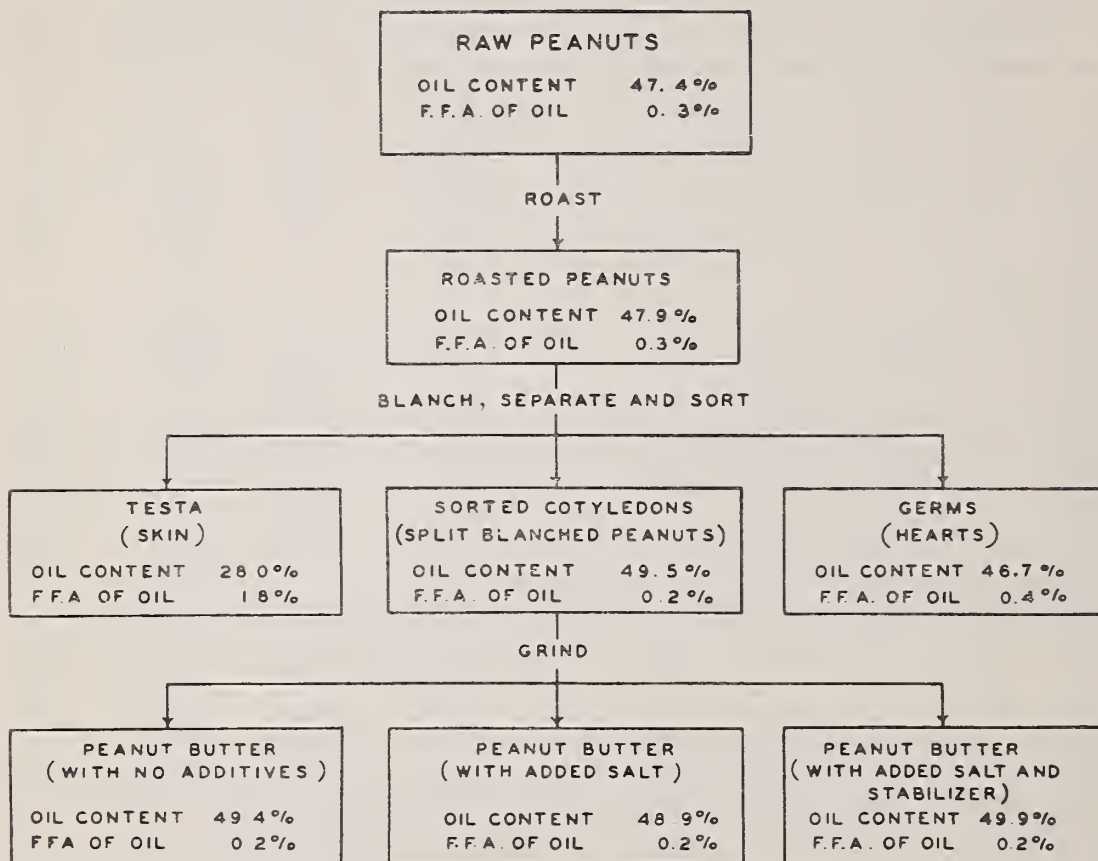 RAW PEANUTS
OIL CONTENT 47.4%
F.F.A. OF OIL 0.3%
ROAST
ROASTED PEANUTS
OIL CONTENT 47.9%
F.F.A. OF OIL 0.3%
BLANCH, SEPARATE AND SORT
TESTA
(SKIN)
OIL CONTENT 28.0%
F.F.A OF OIL 1 8%
SORTED COTYLEDONS
(SPLIT BLANCHED PEANUTS)
OIL CONTENT 49.5%
F.F.A. OF OIL 0.2%
GERMS
(HEARTS)
OIL CONTENT 46.7%
F.F.A. OF OIL 0.4%
GRIND
PEANUT BUTTER
(WITH NO ADDITIVES)
OIL CONTENT 49 4%
FFA OF OIL 0 2%
PEANUT BUTTER
(WITH ADDED SALT)
OIL CONTENT 48.9%
F.F.A. OF OIL 0.2%
PEANUT BUTTER
(WITH ADDED SALT AND
STABILIZER)
OIL CONTENT 49.9%
F.F.A. OF OIL 0.2%